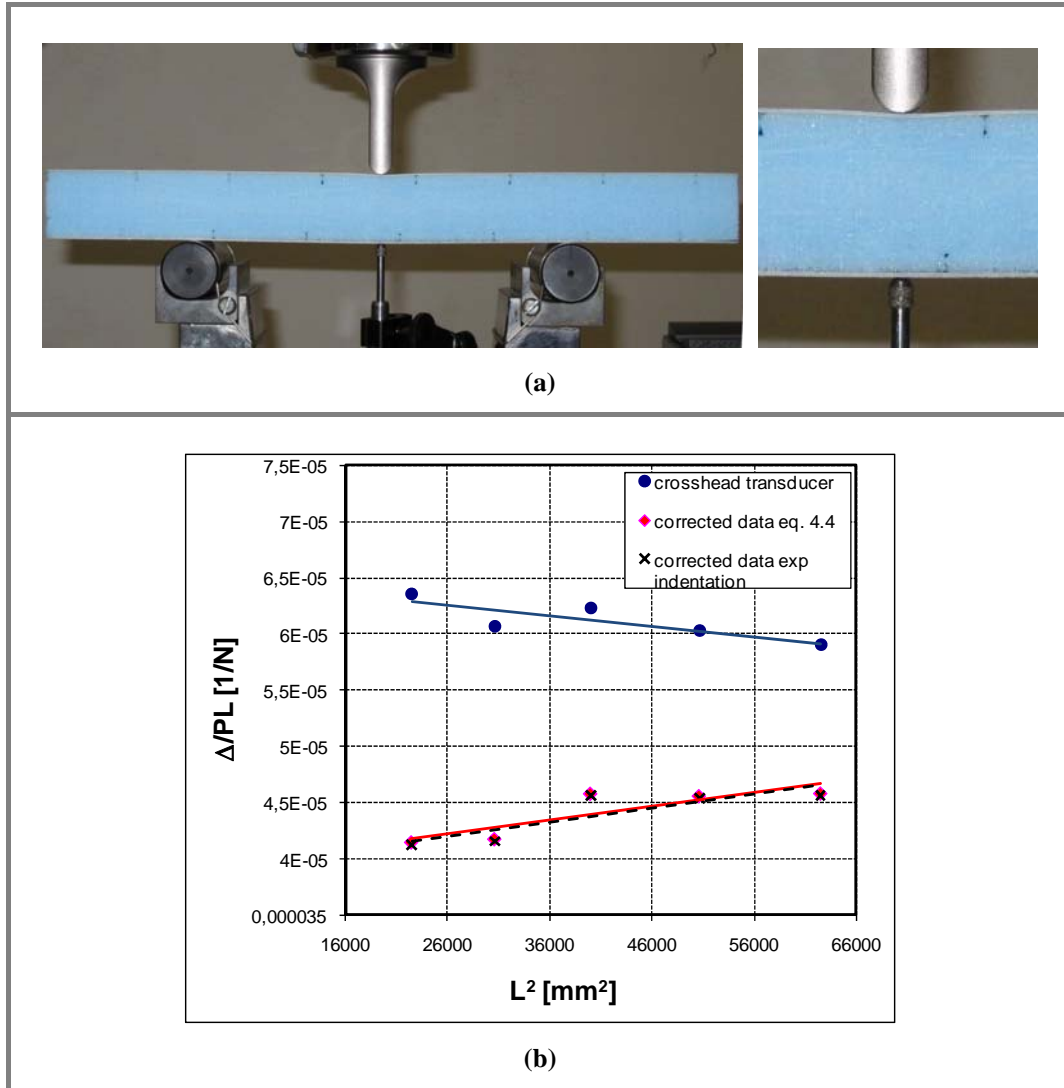 (a)
7,5E-05
7E-05
6,5E-05
6E-05
5,5E-05
5E-05
4,5E-05
4E-05
0,000035
Δ/PL [1/N]
crosshead transducer
corrected data eq. 4.4
corrected data exp
indentation
16000 26000 36000 46000 56000 66000
L² [mm²]
(b)